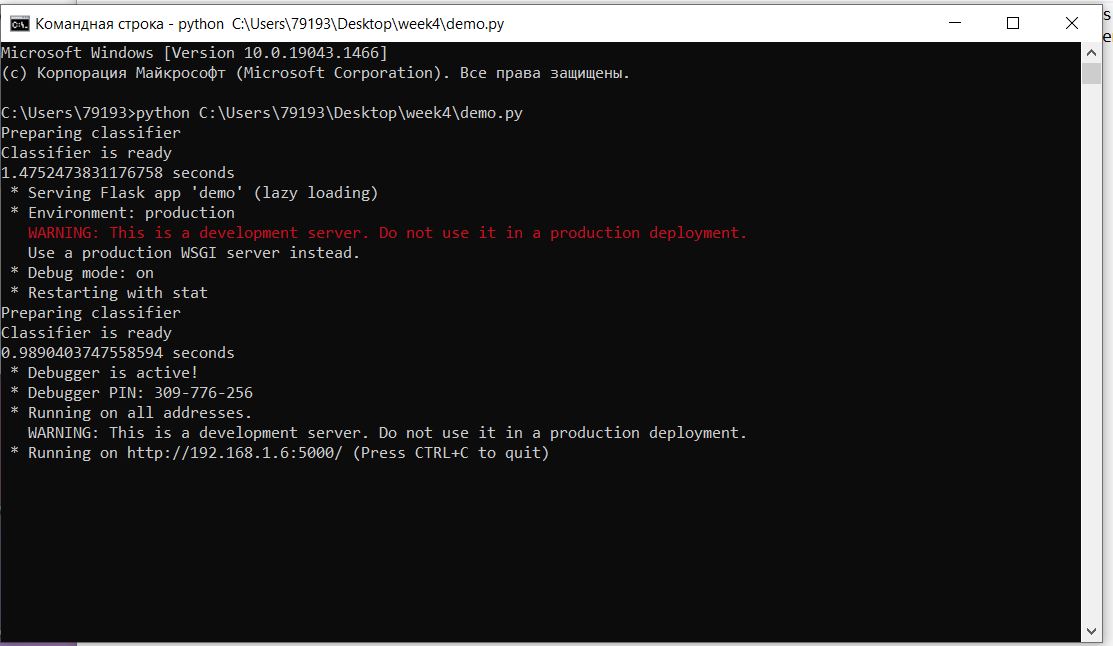 Командная строка - python C:\Users\79193\Desktop\week4\demo.py
Microsoft Windows [Version 10.0.19043.1466]
(c) Корпорация Майкрософт (Microsoft Corporation). Все права защищены.
C:\Users\79193>python C:\Users\79193\Desktop\week4\demo.py
Preparing classifier
Classifier is ready
1.4752473831176758 seconds
* Serving Flask app 'demo' (lazy loading)
* Environment: production
WARNING: This is a development server. Do not use it in a production deployment.
Use a production WSGI server instead.
* Debug mode: on
* Restarting with stat
Preparing classifier
Classifier is ready
0.9890403747558594 seconds
* Debugger is active!
* Debugger PIN: 309-776-256
* Running on all addresses.
WARNING: This is a development server. Do not use it in a production deployment.
* Running on http://192.168.1.6:5000/ (Press CTRL+C to quit)